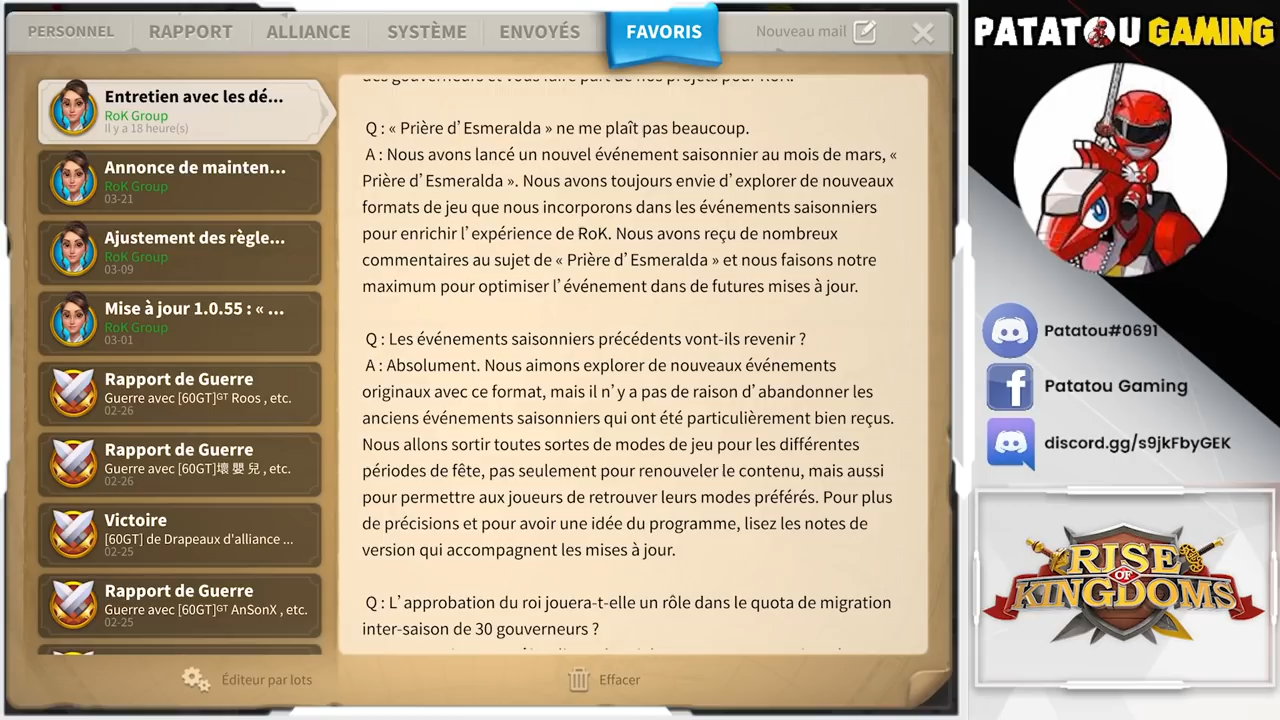 PERSONNEL
RAPPORT
ALLIANCE
SYSTÈME
ENVOYÉS
FAVORIS
Nouveau mail
Entretien avec les dé...
RoK Group
Il y a 18 heure(s)
Annonce de mainten...
RoK Group
03-21
Ajustement des règle...
RoK Group
03-09
Mise à jour 1.0.55 : « ...
RoK Group
03-01
Rapport de Guerre
Guerre avec [60GT]ᴳᵀ Roos , etc.
02-26
Rapport de Guerre
Guerre avec [60GT]壞 嬰 兒 , etc.
02-26
Victoire
[60GT] de Drapeaux d'alliance ...
02-25
Rapport de Guerre
Guerre avec [60GT]ᴳᵀ AnSonX , etc.
02-25
des gouverneurs et vous faire part de nos projets pour RoK.
Q : « Prière d'Esmeralda » ne me plaît pas beaucoup.
A : Nous avons lancé un nouvel événement saisonnier au mois de mars, «
Prière d'Esmeralda ». Nous avons toujours envie d'explorer de nouveaux
formats de jeu que nous incorporons dans les événements saisonniers
pour enrichir l'expérience de RoK. Nous avons reçu de nombreux
commentaires au sujet de « Prière d'Esmeralda » et nous faisons notre
maximum pour optimiser l'événement dans de futures mises à jour.
Q : Les événements saisonniers précédents vont-ils revenir ?
A : Absolument. Nous aimons explorer de nouveaux événements
originaux avec ce format, mais il n'y a pas de raison d'abandonner les
anciens événements saisonniers qui ont été particulièrement bien reçus.
Nous allons sortir toutes sortes de modes de jeu pour les différentes
périodes de fête, pas seulement pour renouveler le contenu, mais aussi
pour permettre aux joueurs de retrouver leurs modes préférés. Pour plus
de précisions et pour avoir une idée du programme, lisez les notes de
version qui accompagnent les mises à jour.
Q : L'approbation du roi jouera-t-elle un rôle dans le quota de migration
inter-saison de 30 gouverneurs ?
Éditeur par lots
Effacer
PATATOU GAMING
Patatou#0691
Patatou Gaming
discord.gg/s9jkFbyGEK
RISE
OF
KINGDOMS